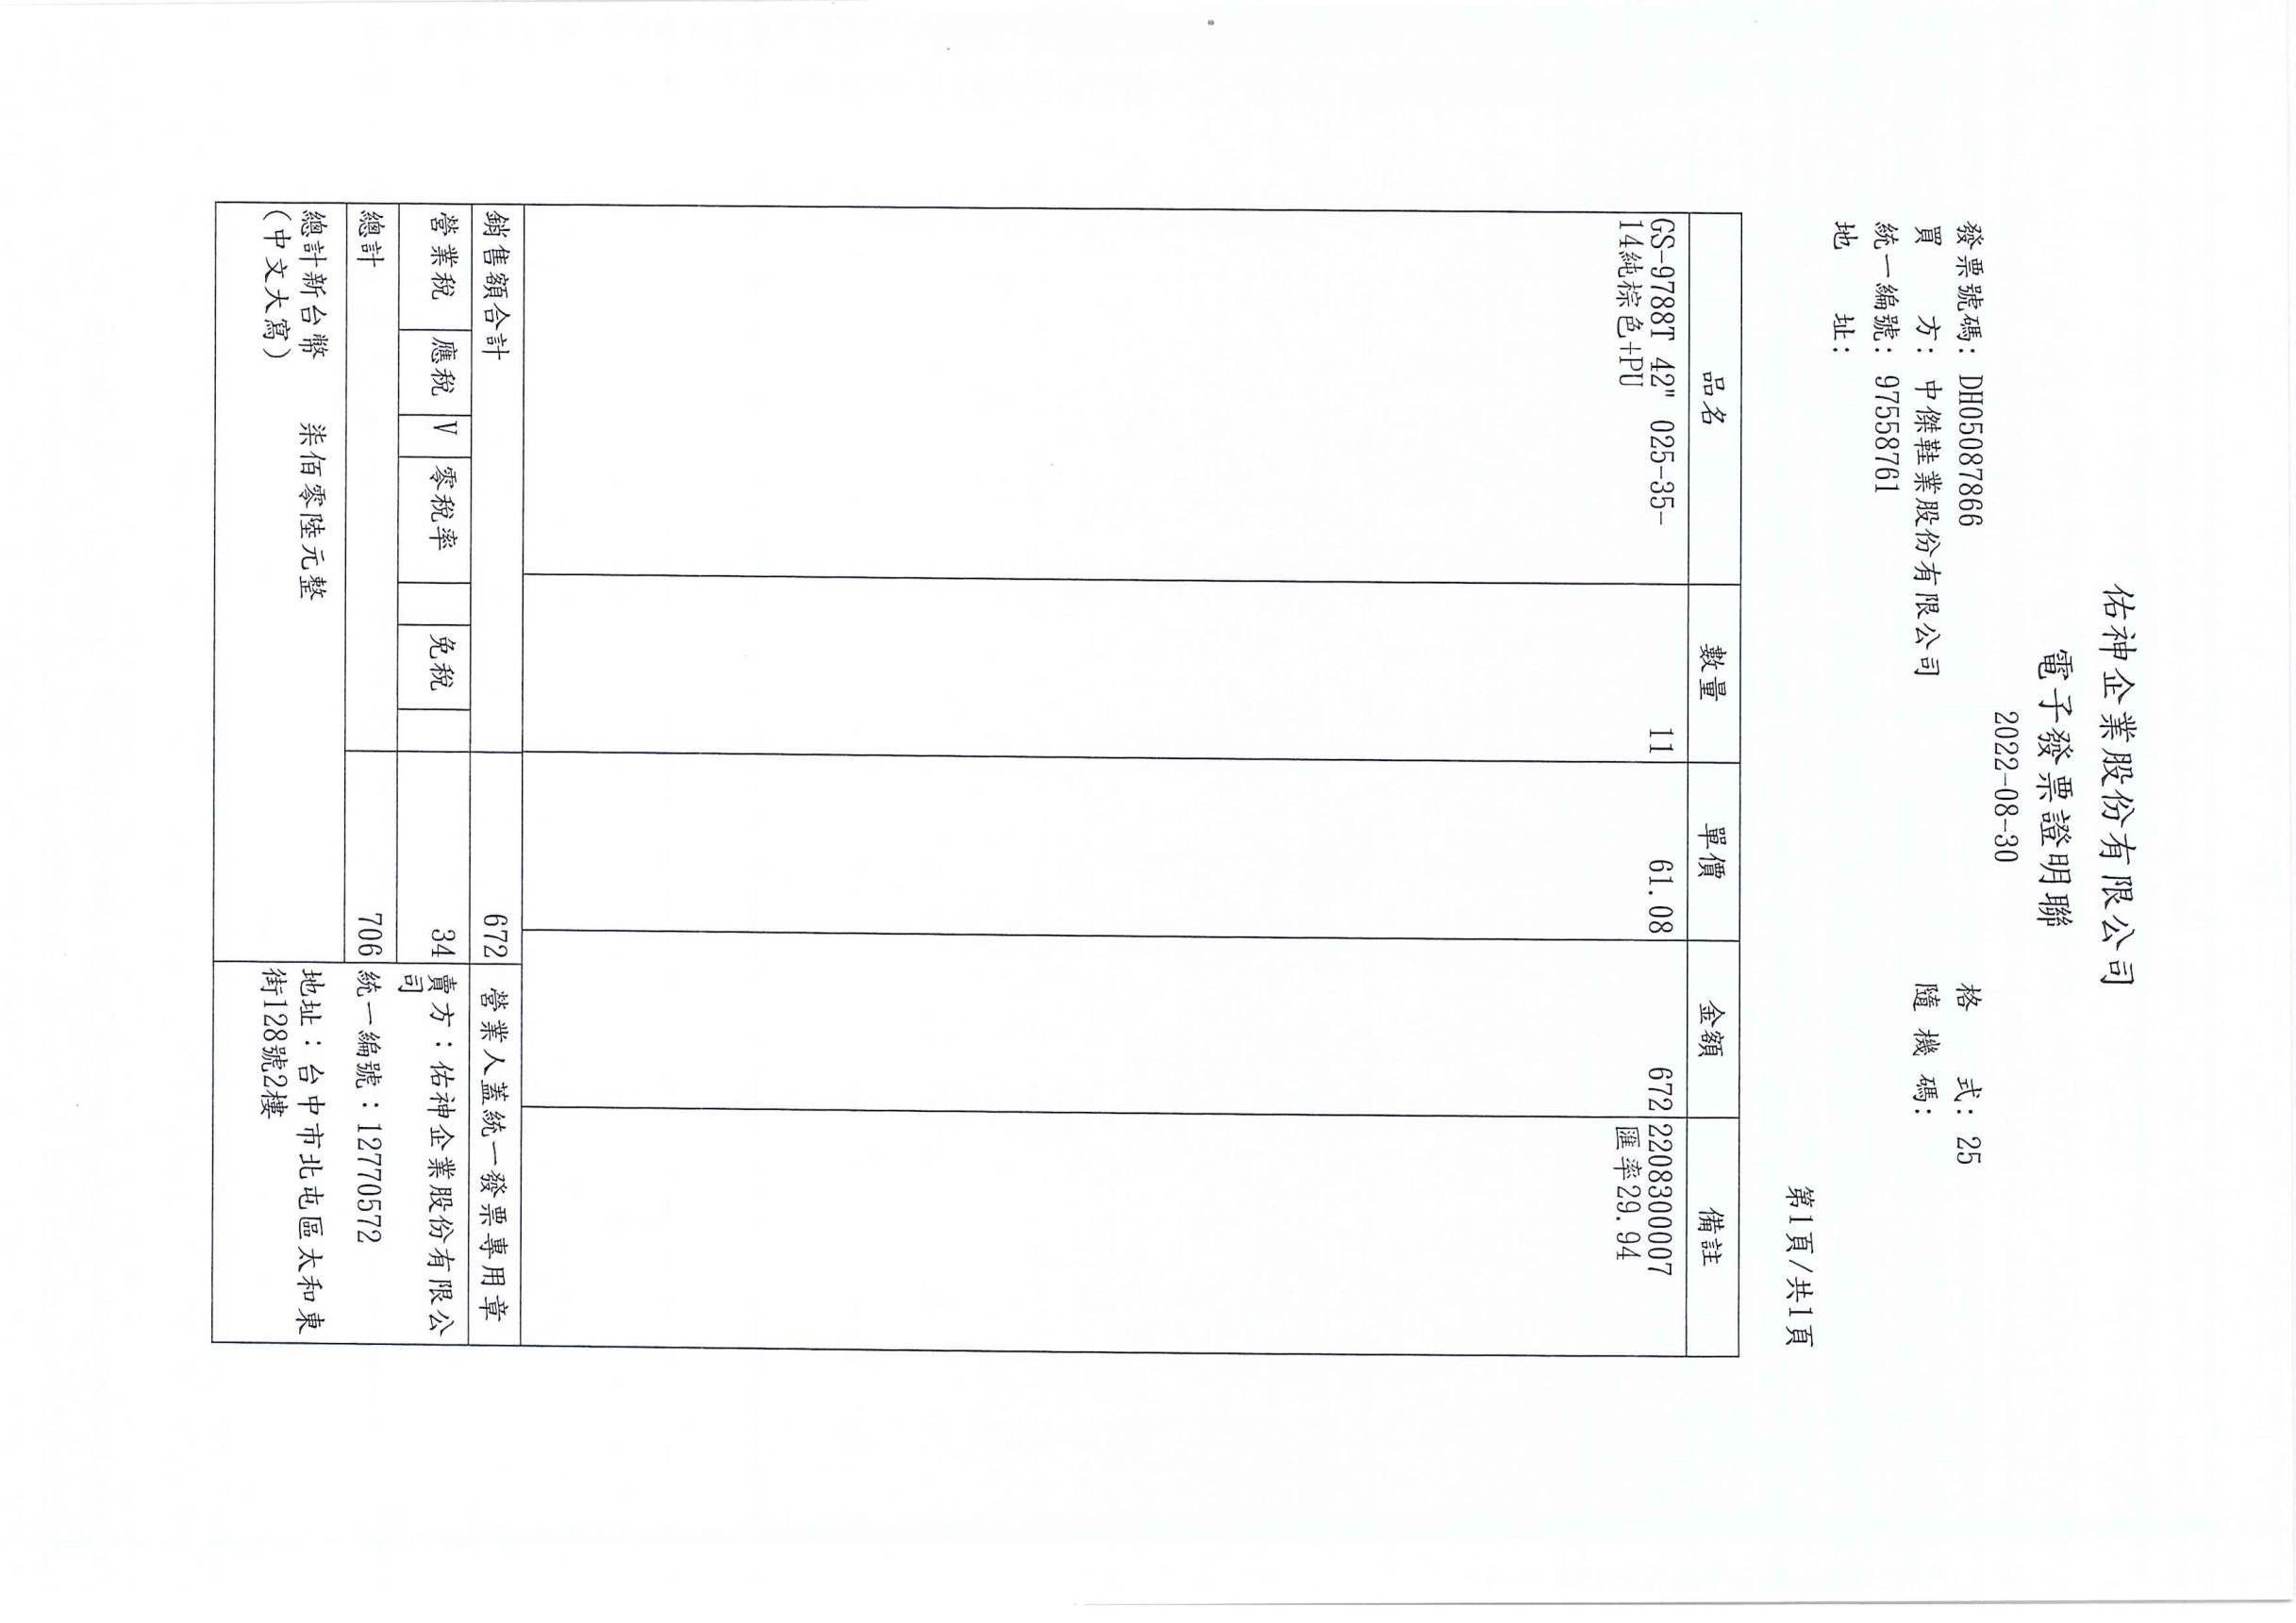 佑神企業股份有限公司
電子發票證明聯
2022-08-30
發票號碼: DH05087866 格 式: 25
買 方: 中傑鞋業股份有限公司 隨 機 碼:
統一編號: 97558761
地 址:
第1頁/共1頁
品名 數量 單價 金額 備註
GS-9788T 42" 025-35- 11 61.08 672 2208300007
14純棕色+PU 匯率29.94
銷售額合計 672 營業人蓋統一發票專用章
營業稅 應稅 V 零稅率 免稅 34 賣方：佑神企業股份有限公
司
總計 706 統一編號：12770572
總計新台幣 柒佰零陸元整 地址：台中市北屯區太和東
(中文大寫) 街128號2樓